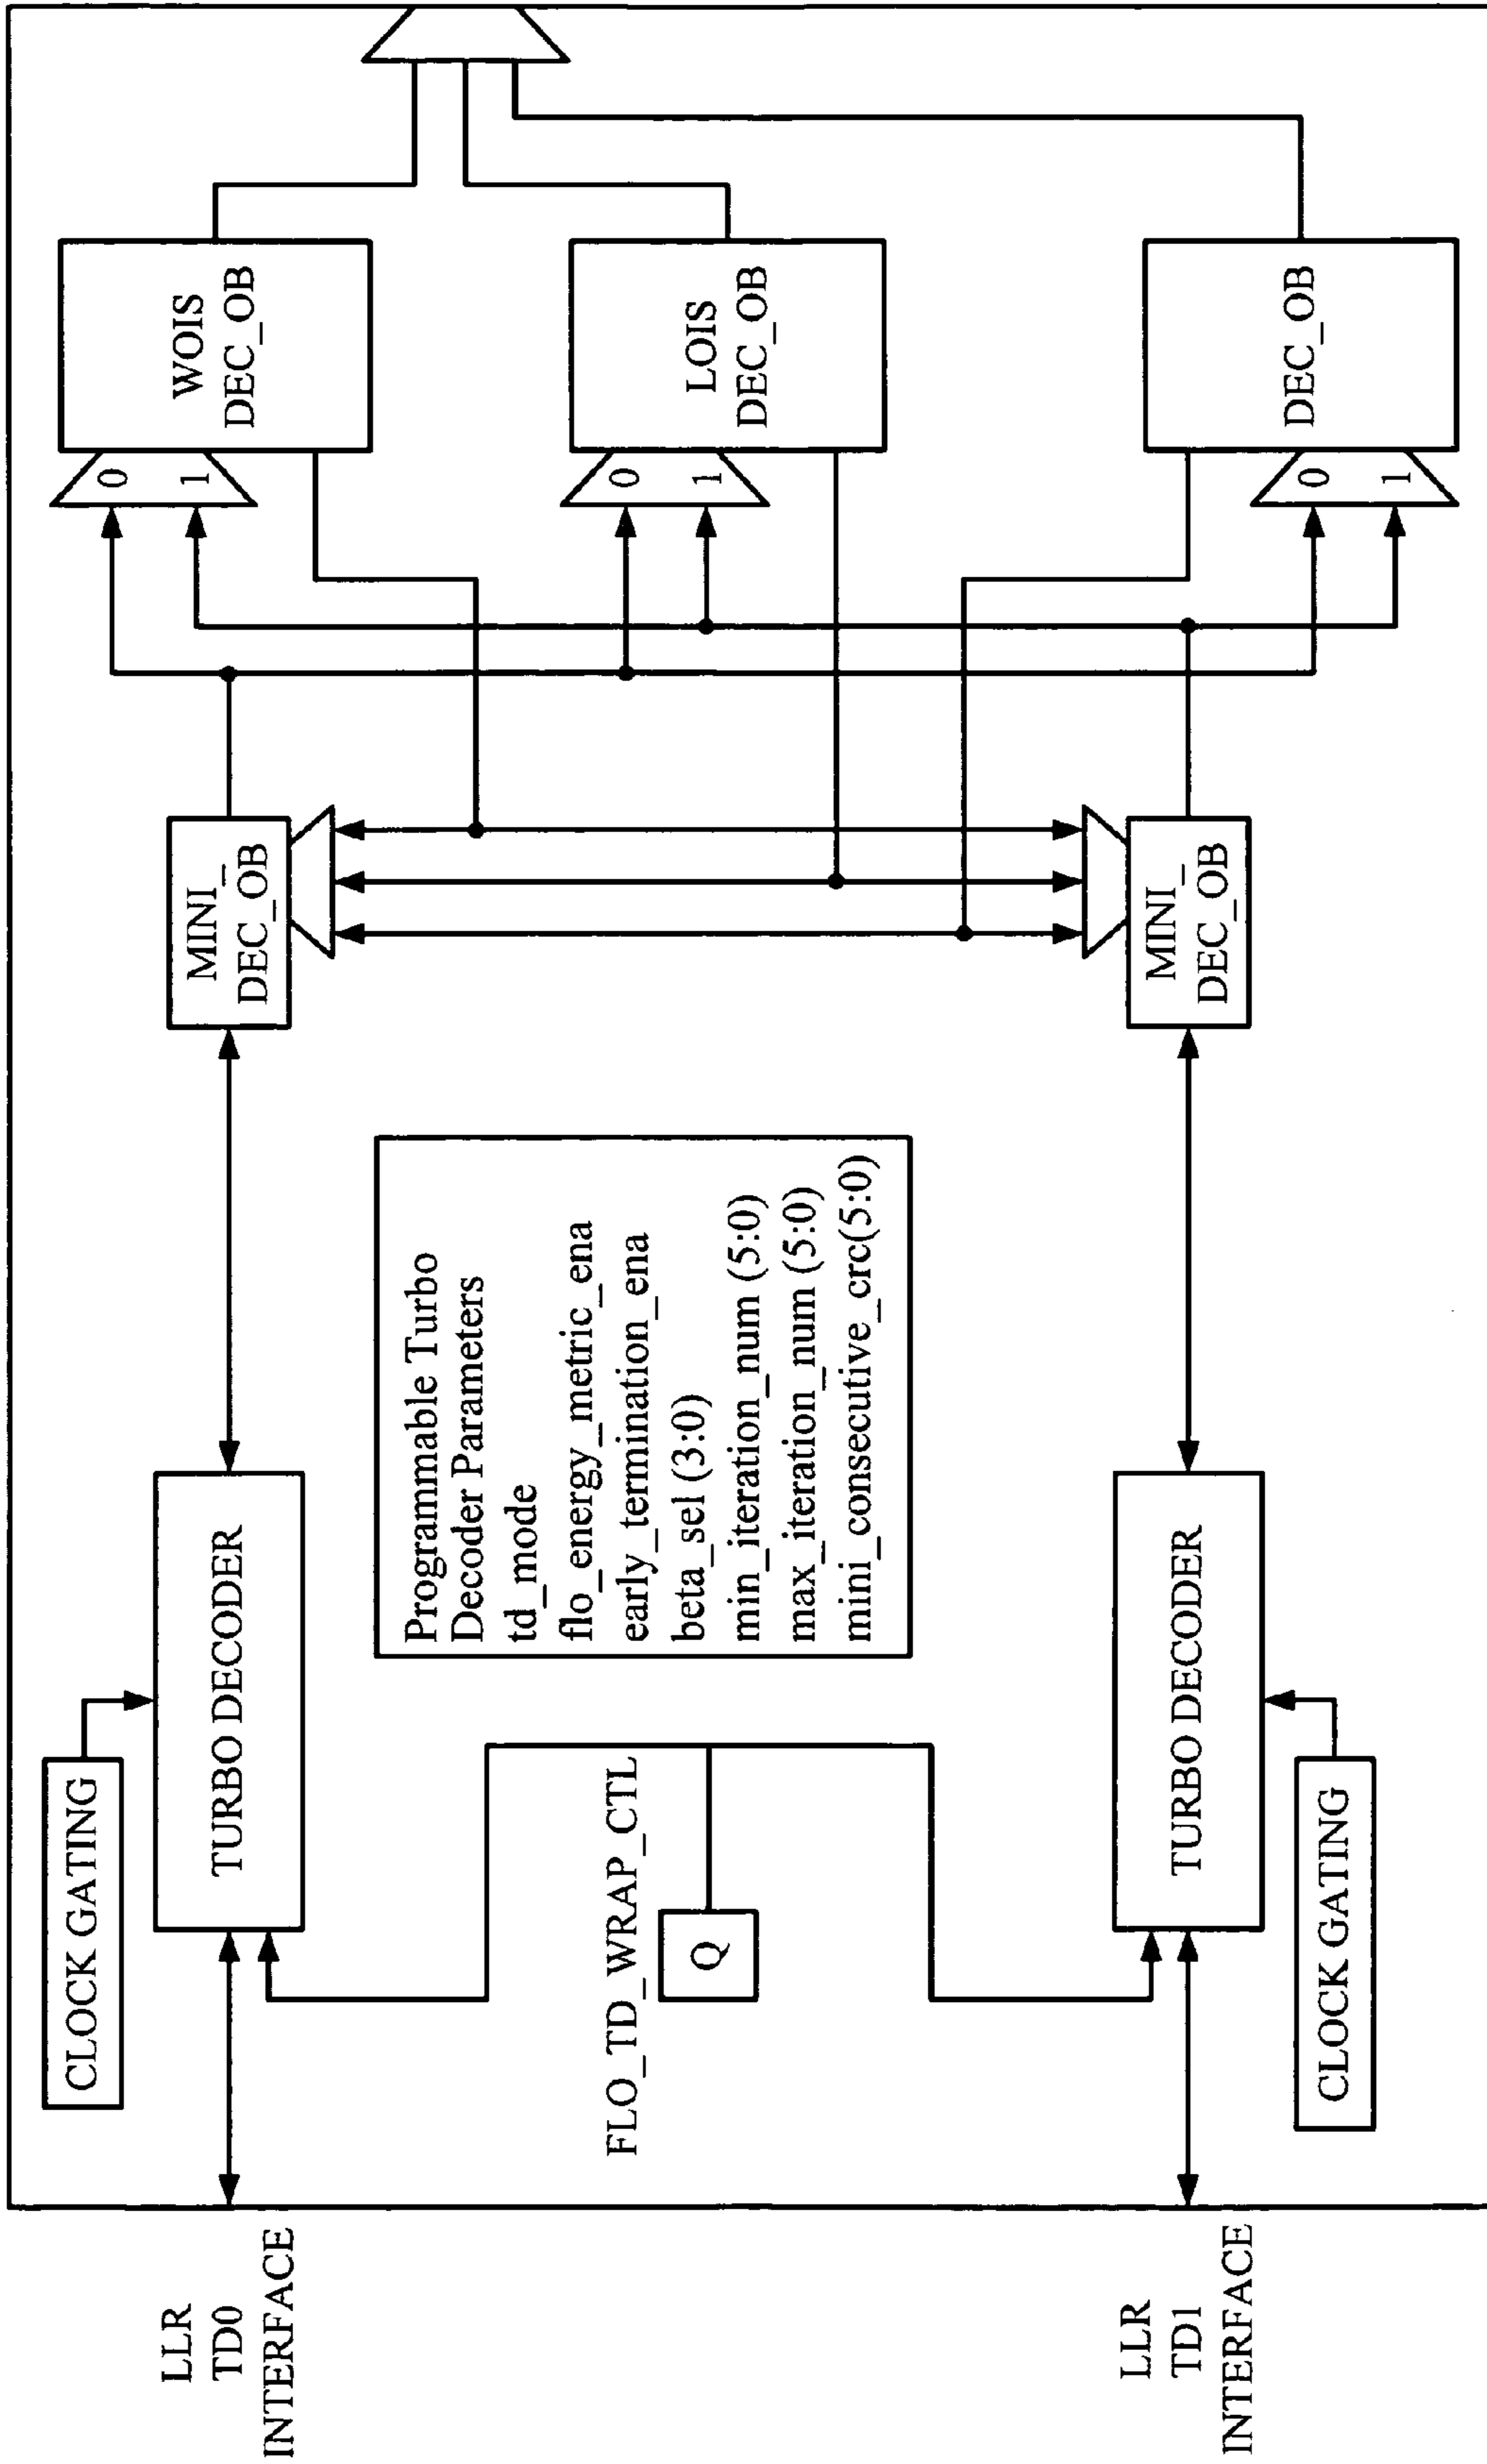 LLR
TD0
INTERFACE
CLOCK GATING
TURBO DECODER
MINI_
DEC_OB
0
1
WOIS
DEC_OB
FLO_TD_WRAP_CTL
Q
Programmable Turbo
Decoder Parameters
td_mode
flo_energy_metric_ena
early_termination_ena
beta_sel (3:0)
min_iteration_num (5:0)
max_iteration_num (5:0)
mini_consecutive_crc(5:0)
0
1
LOIS
DEC_OB
LLR
TD1
INTERFACE
TURBO DECODER
CLOCK GATING
MINI_
DEC_OB
0
1
DEC_OB